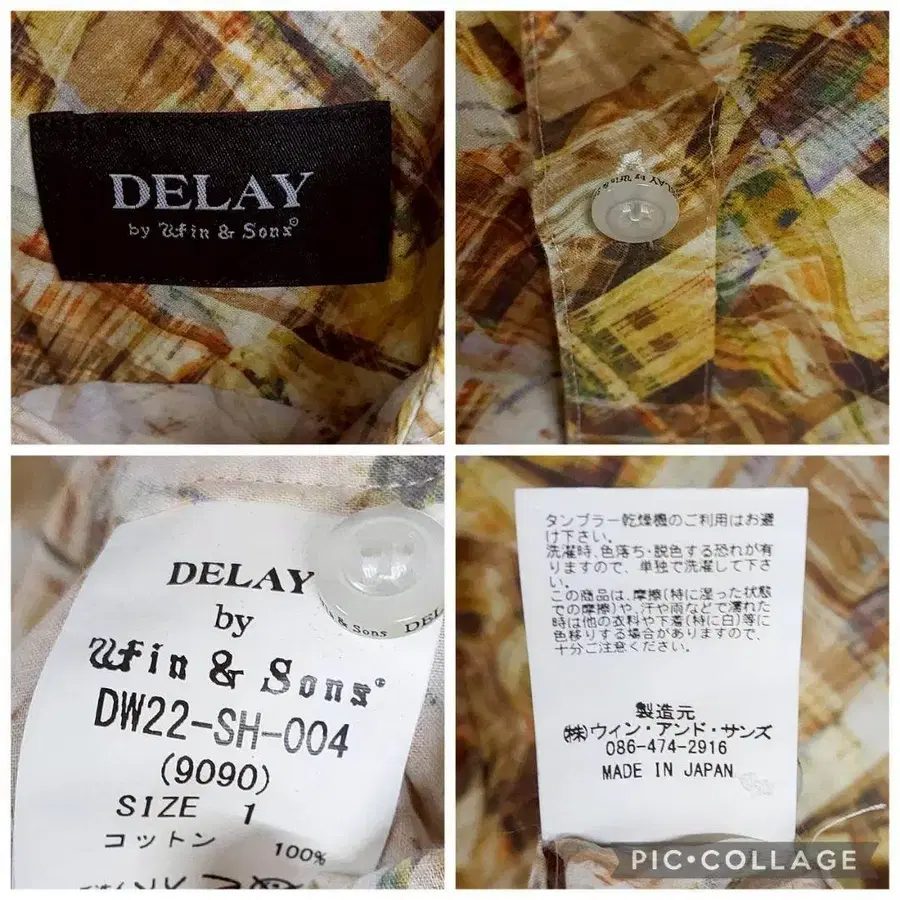 DELAY
by Win & Sons
DELAY by Win &
DELAY
by
Win & Sons
DW22-SH-004
(9090)
SIZE 1
コットン 100%
& Sons DELAY
タンブラー乾燥機のご利用はお避
け下さい。
洗濯時、色落ち・脱色する恐れが有
りますので、単独で洗濯して下さ
い。
この商品は、摩擦(特に湿った状態
での摩擦)や、汗や雨などで濡れた
時は他の衣料や下着(特に白)等に
色移りする場合がありますので、
十分ご注意ください。
製造元
(株)ウィン・アンド・サンズ
086-474-2916
MADE IN JAPAN
PIC•COLLAGE